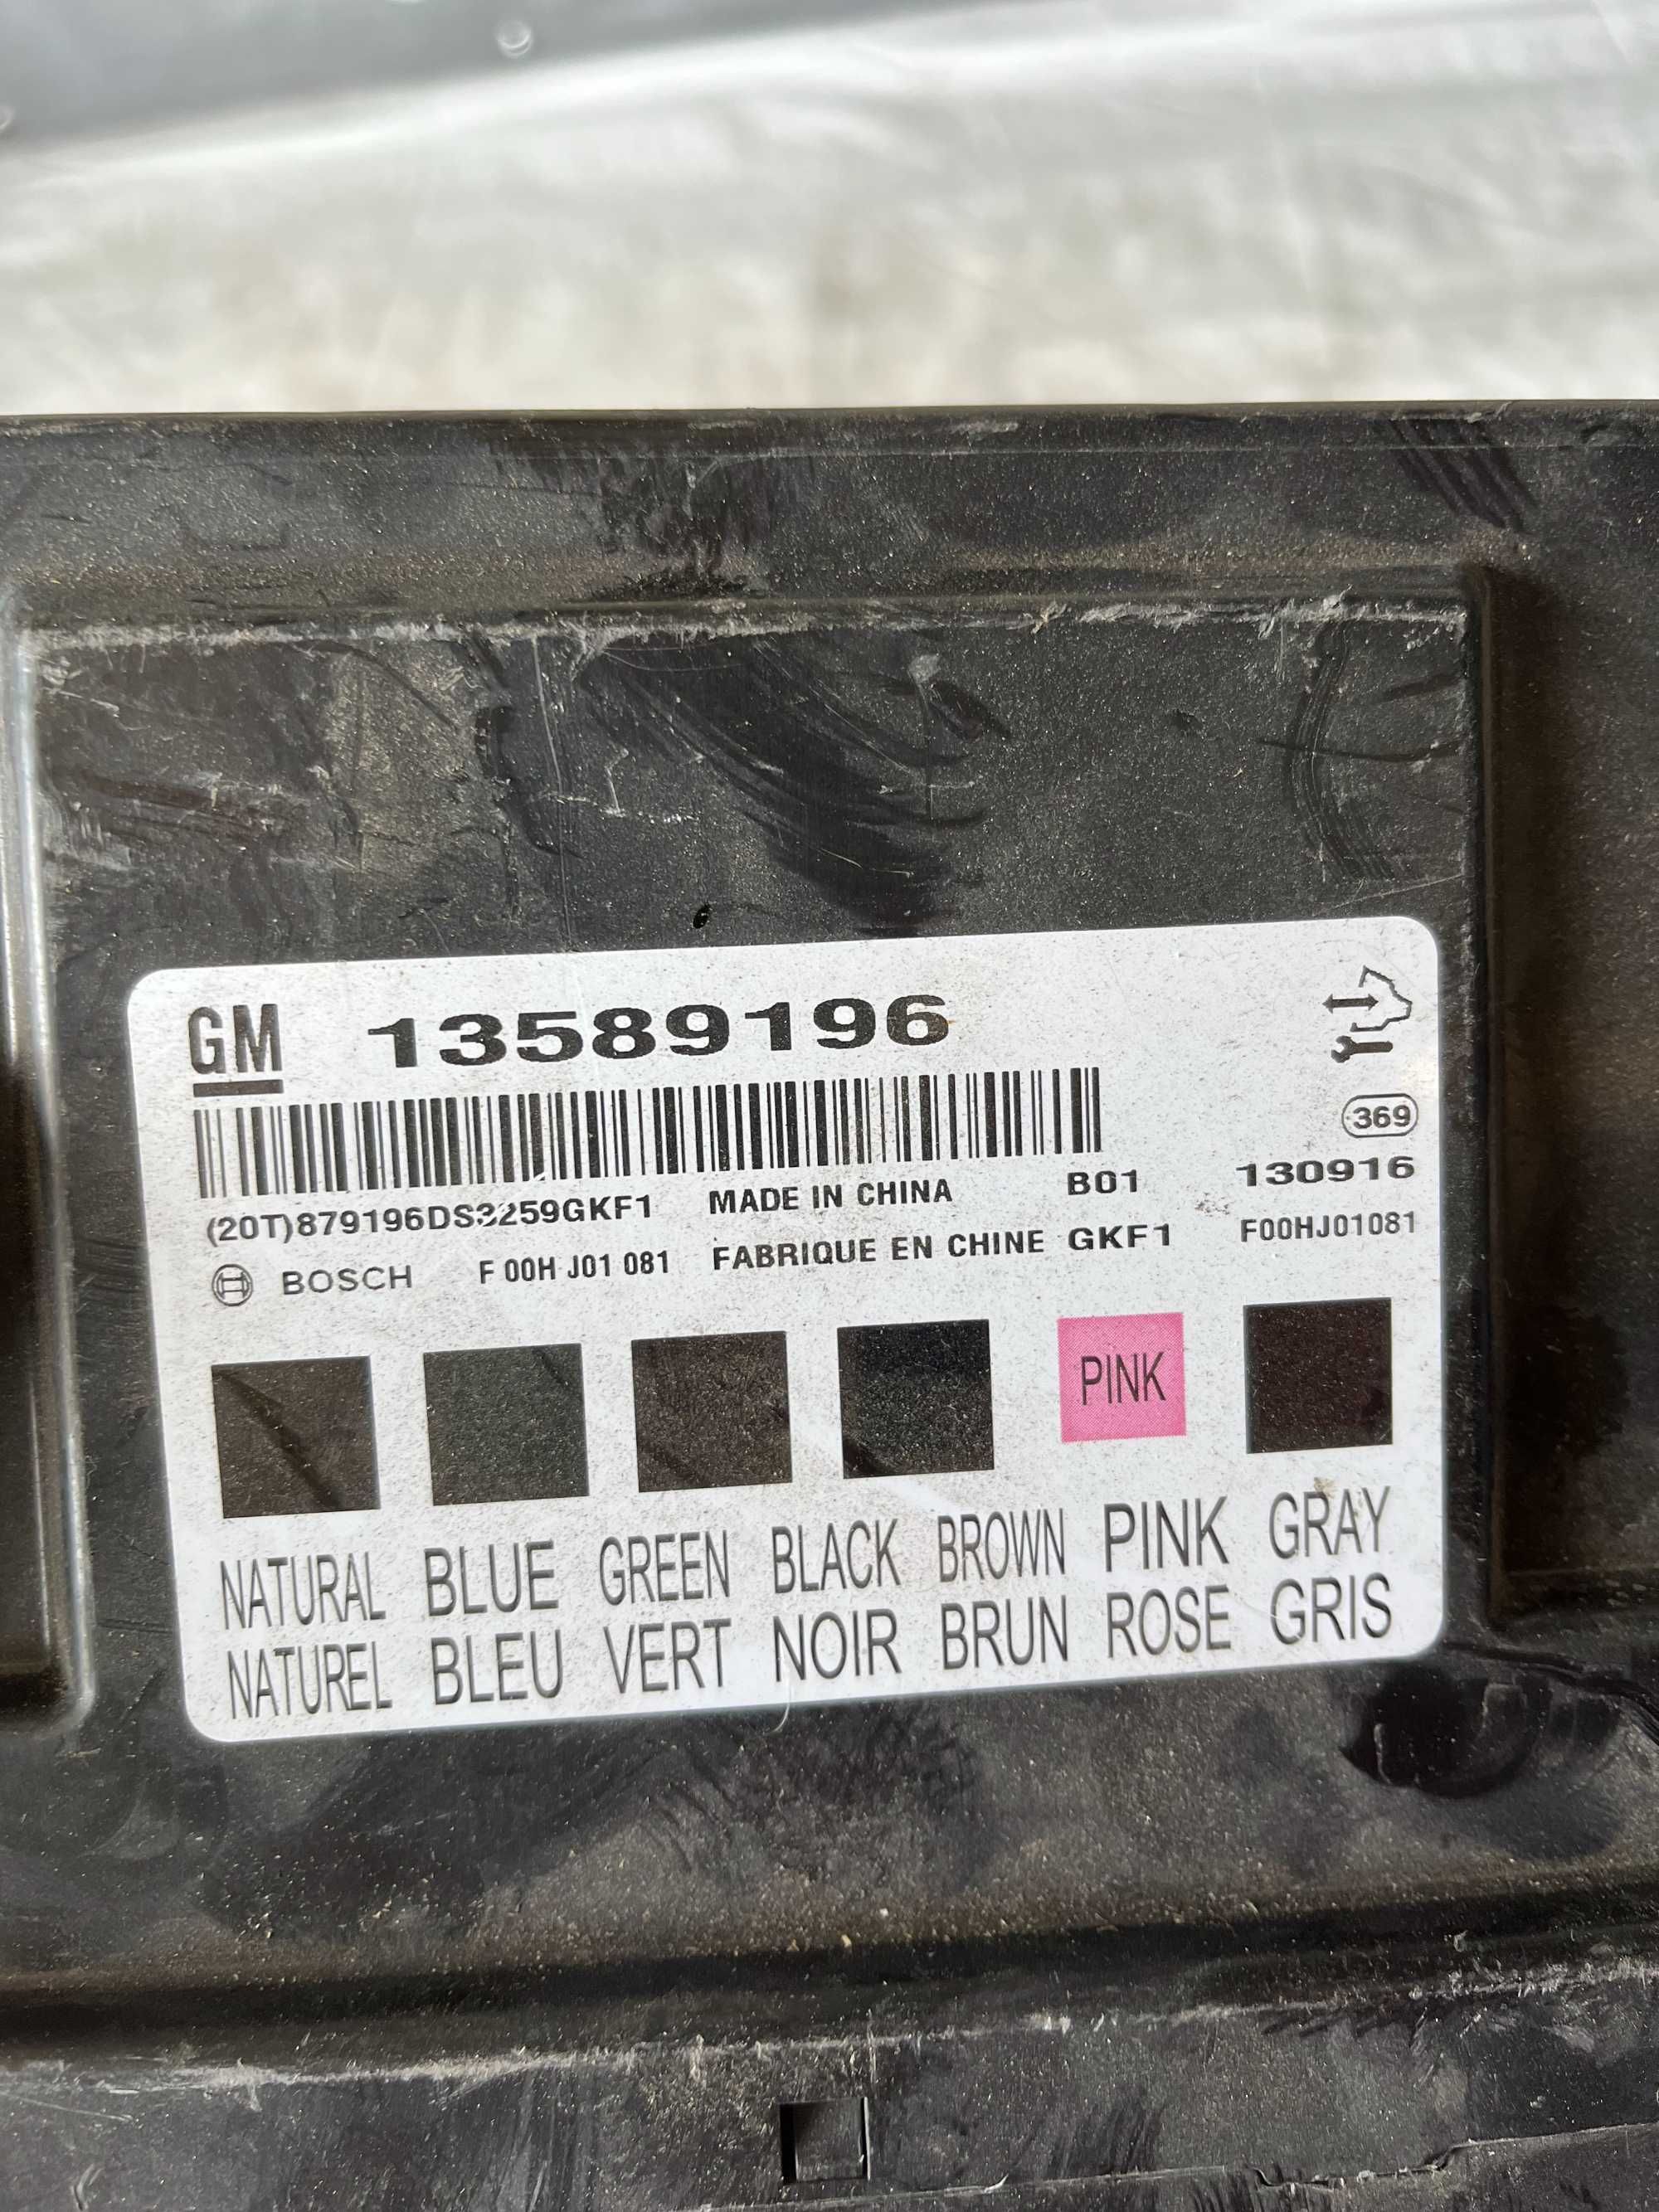 GM 13589196
369
(20T)879196DS3259GKF1 MADE IN CHINA B01 130916
BOSCH F 00H J01 081 FABRIQUE EN CHINE GKF1 F00HJ01081
PINK
NATURAL BLUE GREEN BLACK BROWN PINK GRAY
NATUREL BLEU VERT NOIR BRUN ROSE GRIS